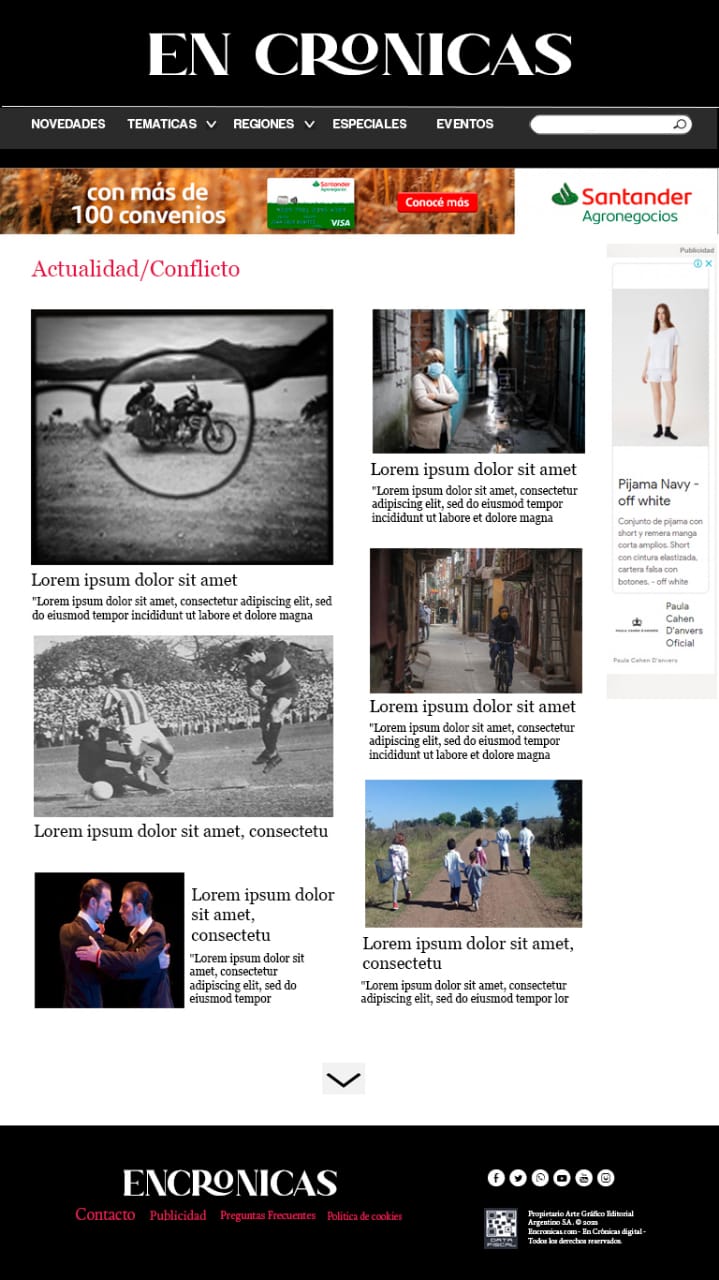 EN CRONICAS
NOVEDADES TEMATICAS REGIONES ESPECIALES EVENTOS
con más de
100 convenios
Santander
VISA
Conocé más
Santander
Agronegocios
Actualidad/Conflicto
Lorem ipsum dolor sit amet
"Lorem ipsum dolor sit amet, consectetur adipiscing elit, sed
do eiusmod tempor incididunt ut labore et dolore magna
Lorem ipsum dolor sit amet, consectetu
Lorem ipsum dolor
sit amet,
consectetu
"Lorem ipsum dolor sit
amet, consectetur
adipiscing elit, sed do
eiusmod tempor
Lorem ipsum dolor sit amet
"Lorem ipsum dolor sit amet, consectetur
adipiscing elit, sed do eiusmod tempor
incididunt ut labore et dolore magna
Lorem ipsum dolor sit amet
"Lorem ipsum dolor sit amet, consectetur
adipiscing elit, sed do eiusmod tempor
incididunt ut labore et dolore magna
Lorem ipsum dolor sit amet,
consectetu
"Lorem ipsum dolor sit amet, consectetur
adipiscing elit, sed do eiusmod tempor lor
Publicidad
Pijama Navy -
off white
Conjunto de pijama con
short y remera manga
corta amplios. Short
con cintura elastizada,
cartera falsa con
botones. - off white
Paula
Cahen
D'anvers
Oficial
Paula Cahen D'anvers
ENCRONICAS
Contacto Publicidad Preguntas Frecuentes Política de cookies
DATA
FISCAL
Propietario Arte Gráfico Editorial
Argentino S.A. © 2021
Encronicas.com - En Crônicas digital -
Todos los derechos reservados.